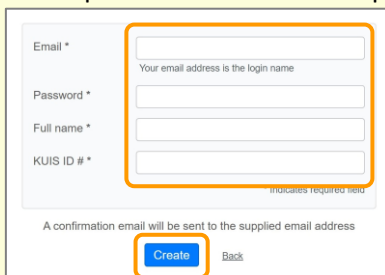 Email *
Your email address is the login name
Password *
Full name *
KUIS ID # *
indicates required field
A confirmation email will be sent to the supplied email address
Create Back